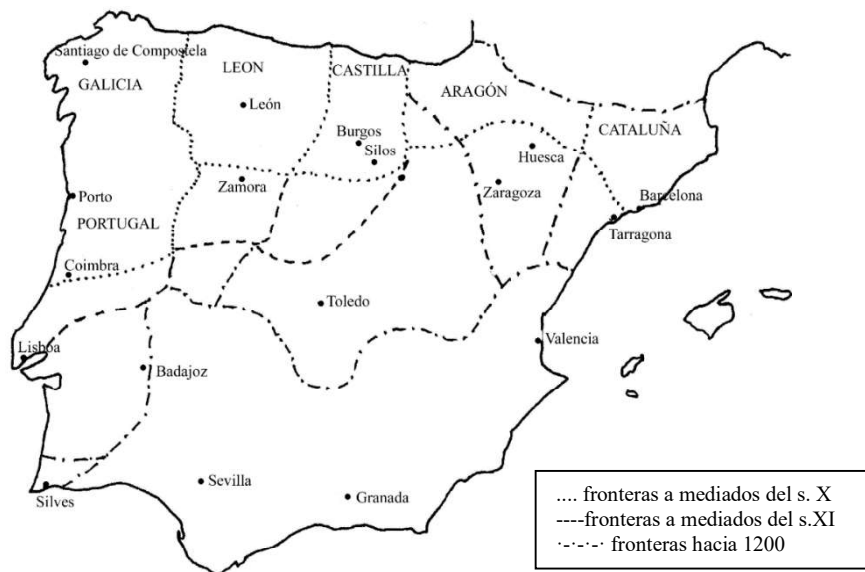 Santiago de Compostela
GALICIA
LEON
León
CASTILLA
Burgos
Silos
ARAGÓN
CATALUÑA
Huesca
Zaragoza
Zamora
Barcelona
Tarragona
Porto
PORTUGAL
Coimbra
Toledo
Lisboa
Badajoz
Valencia
Silves
Sevilla
Granada
.... fronteras a mediados del s. X
----fronteras a mediados del s.XI
·-·-·-· fronteras hacia 1200